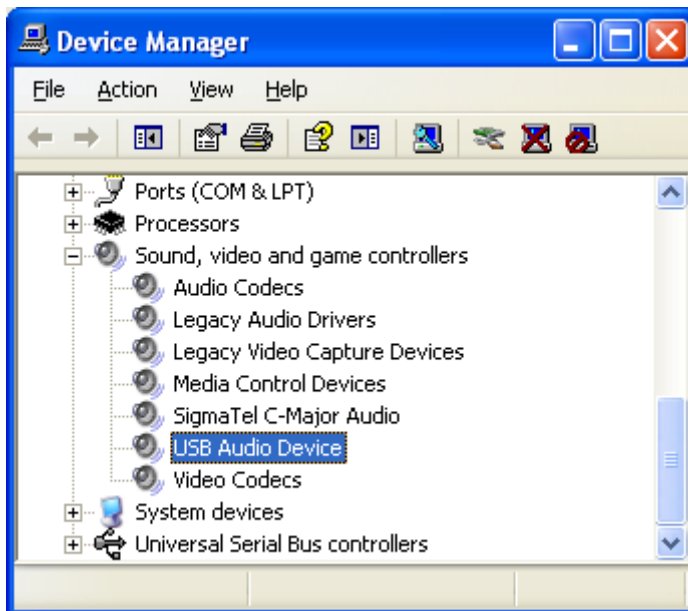 Device Manager
File Action View Help
Ports (COM & LPT)
Processors
Sound, video and game controllers
Audio Codecs
Legacy Audio Drivers
Legacy Video Capture Devices
Media Control Devices
SigmaTel C-Major Audio
USB Audio Device
Video Codecs
System devices
Universal Serial Bus controllers